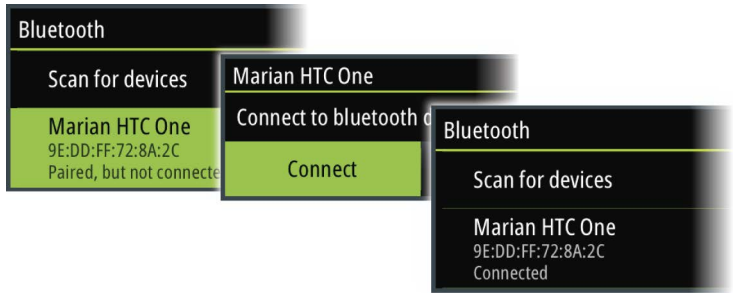 Bluetooth
Scan for devices
Marian HTC One
9E:DD:FF:72:8A:2C
Paired, but not connecte
Marian HTC One
Connect to bluetooth d
Connect
Bluetooth
Scan for devices
Marian HTC One
9E:DD:FF:72:8A:2C
Connected